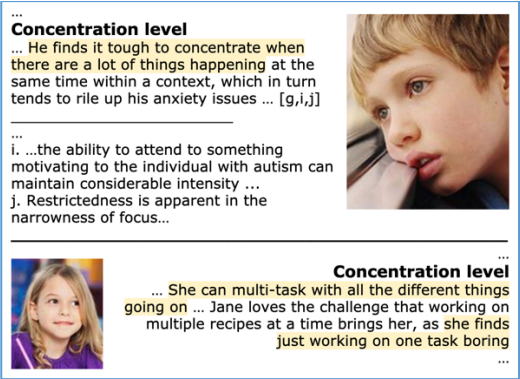 …
Concentration level
… He finds it tough to concentrate when
there are a lot of things happening at the
same time within a context, which in turn
tends to rile up his anxiety issues … [g,i,j]
…
i. …the ability to attend to something
motivating to the individual with autism can
maintain considerable intensity ...
j. Restrictedness is apparent in the
narrowness of focus…
…
Concentration level
… She can multi-task with all the different things
going on … Jane loves the challenge that working on
multiple recipes at a time brings her, as she finds
just working on one task boring
…